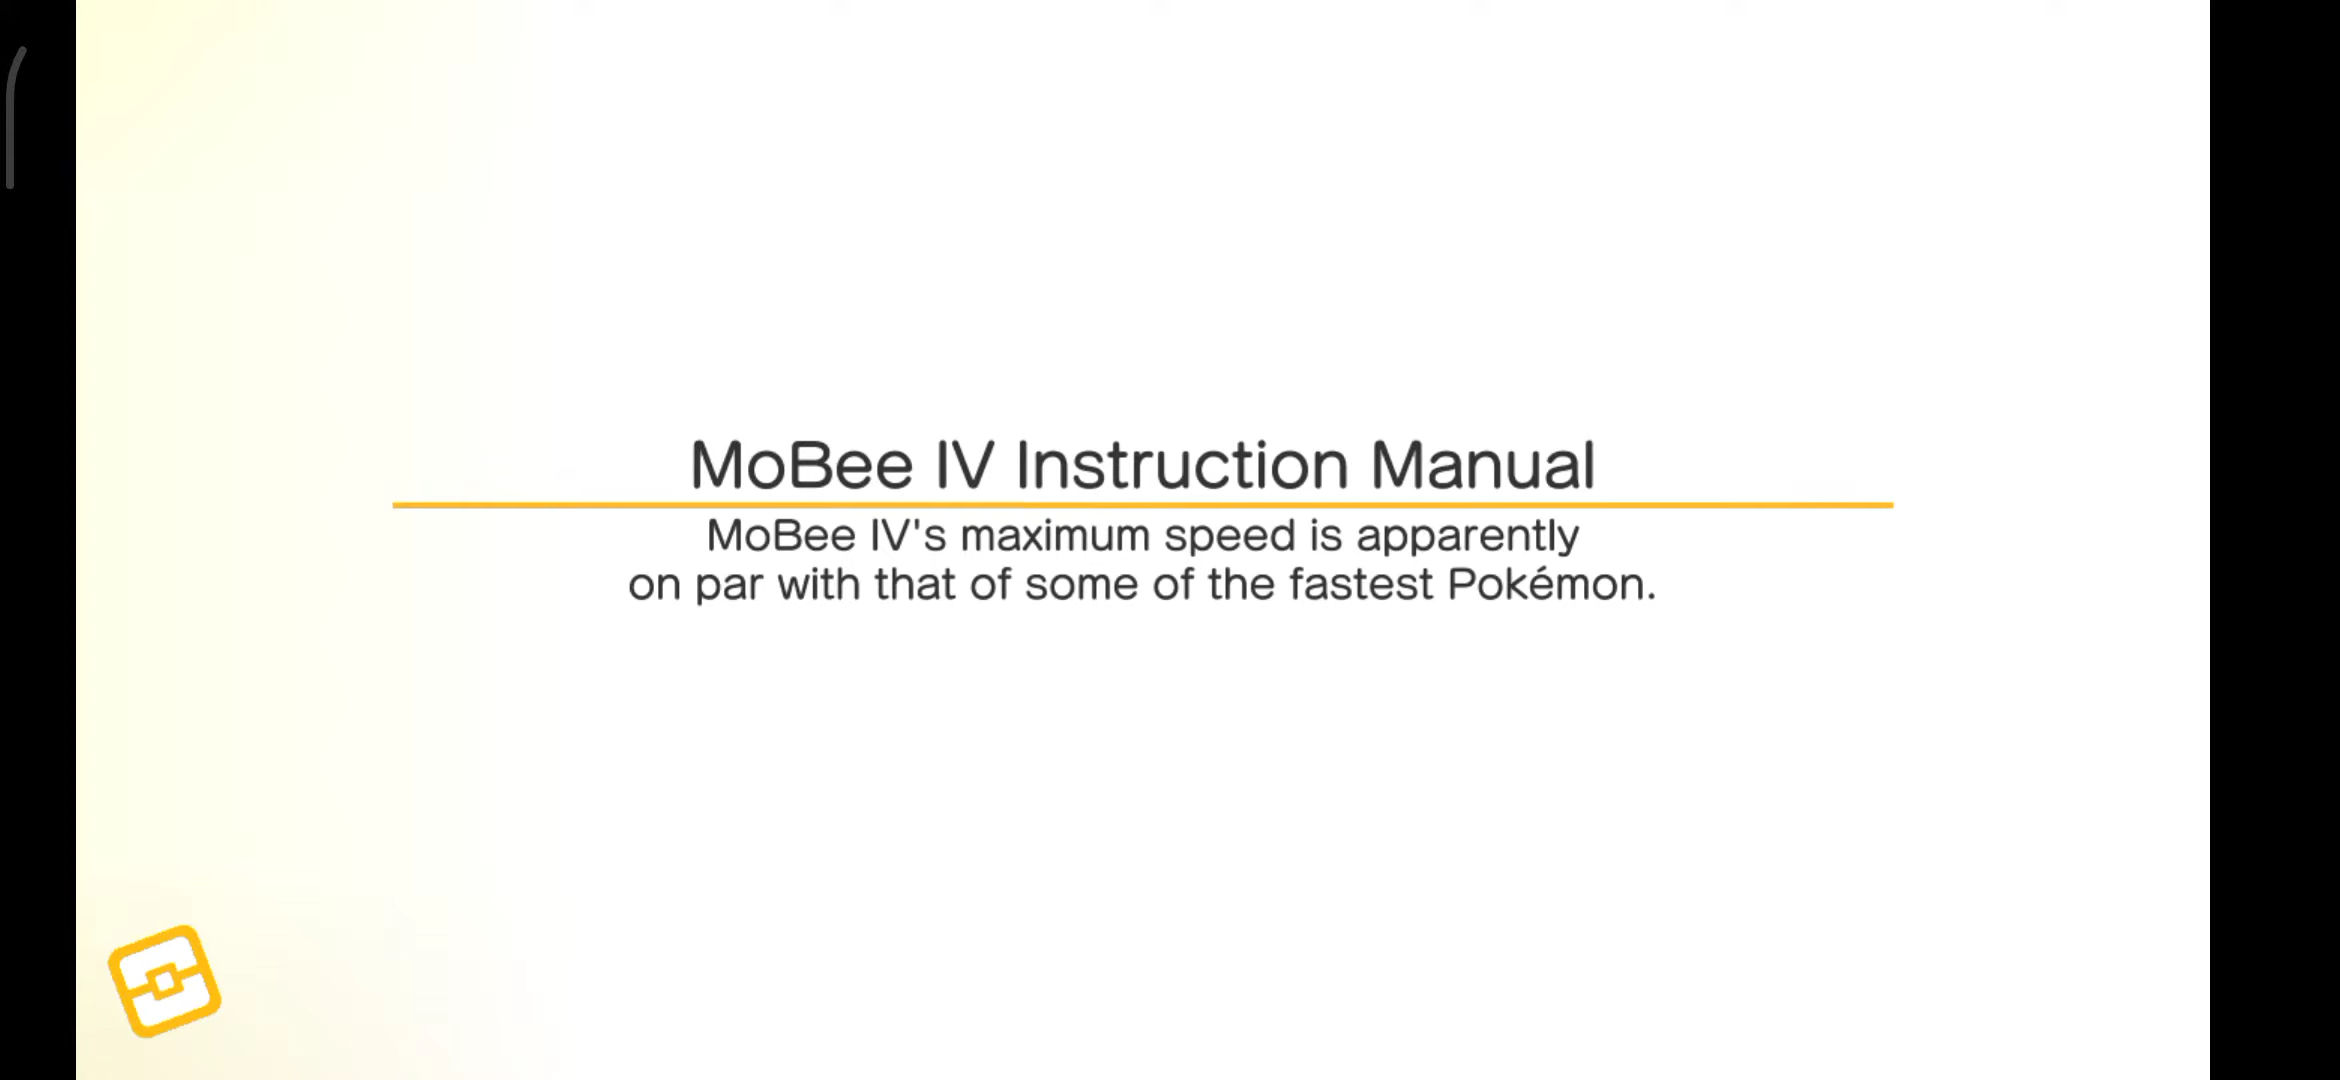 MoBee IV Instruction Manual
MoBee IV's maximum speed is apparently
on par with that of some of the fastest Pokémon.